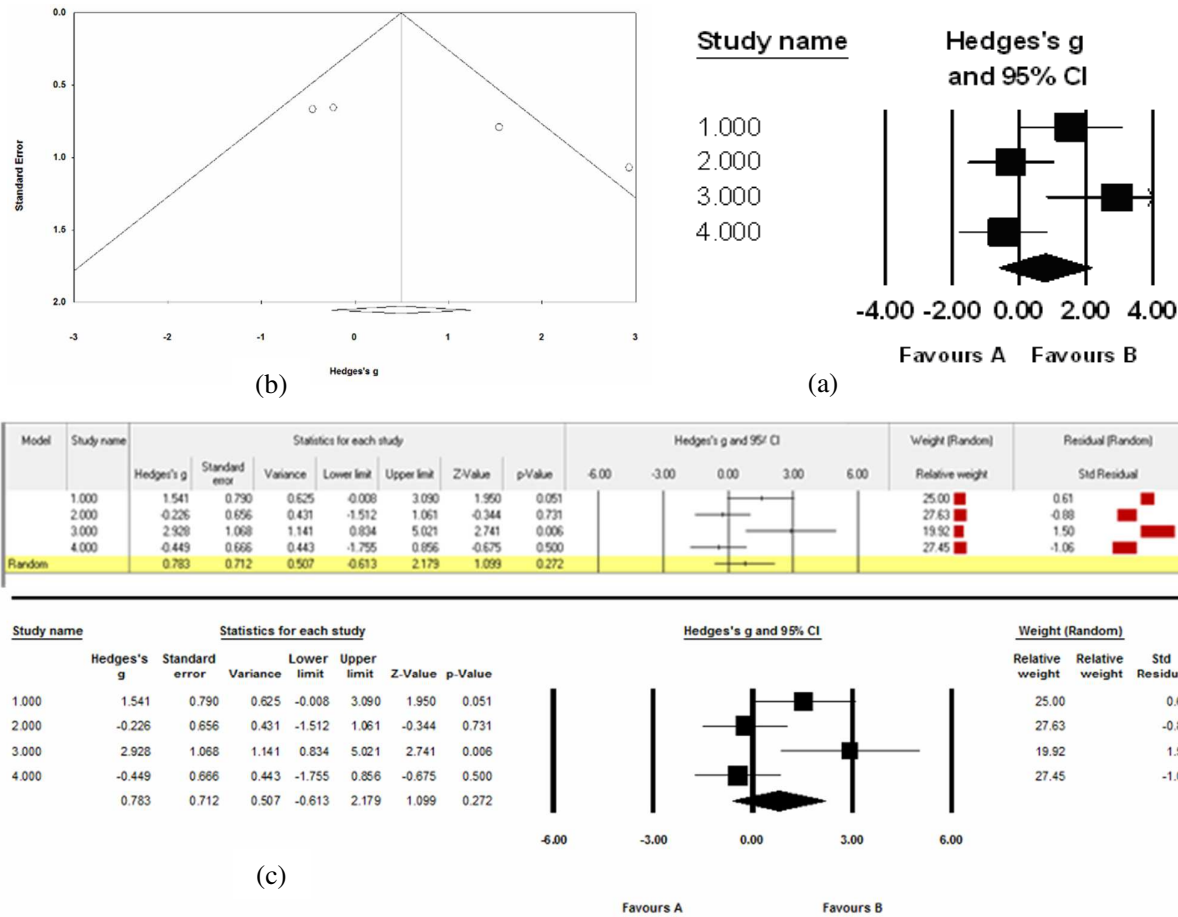 0.0
0.5
1.0
1.5
2.0
Standard Error
-3 -2 -1 0 1 2 3
Hedges's g
(b)
Study name Hedges's g
and 95% CI
1.000
2.000
3.000
4.000
-4.00 -2.00 0.00 2.00 4.00
Favours A Favours B
(a)
Model Study name Statistics for each study Hedges's g and 95% CI Weight (Random) Residual (Random)
Hedges's g Standard error Variance Lower limit Upper limit Z-Value p-Value -6.00 -3.00 0.00 3.00 6.00 Relative weight Std Residual
1.000 1.541 0.790 0.625 -0.008 3.090 1.950 0.051 25.00 0.61
2.000 -0.226 0.656 0.431 -1.512 1.061 -0.344 0.731 27.63 -0.88
3.000 2.928 1.068 1.141 0.834 5.021 2.741 0.006 19.92 1.50
4.000 -0.449 0.666 0.443 -1.755 0.856 -0.675 0.500 27.45 -1.06
Random 0.783 0.712 0.507 -0.613 2.179 1.099 0.272
Study name Statistics for each study Hedges's g and 95% CI Weight (Random)
Hedges's Standard Lower Upper Relative Relative Std
g error Variance limit limit Z-Value p-Value weight weight Residu
1.000 1.541 0.790 0.625 -0.008 3.090 1.950 0.051 25.00 0.
2.000 -0.226 0.656 0.431 -1.512 1.061 -0.344 0.731 27.63 -0.
3.000 2.928 1.068 1.141 0.834 5.021 2.741 0.006 19.92 1.
4.000 -0.449 0.666 0.443 -1.755 0.856 -0.675 0.500 27.45 -1.
0.783 0.712 0.507 -0.613 2.179 1.099 0.272
-6.00 -3.00 0.00 3.00 6.00
(c)
Favours A Favours B